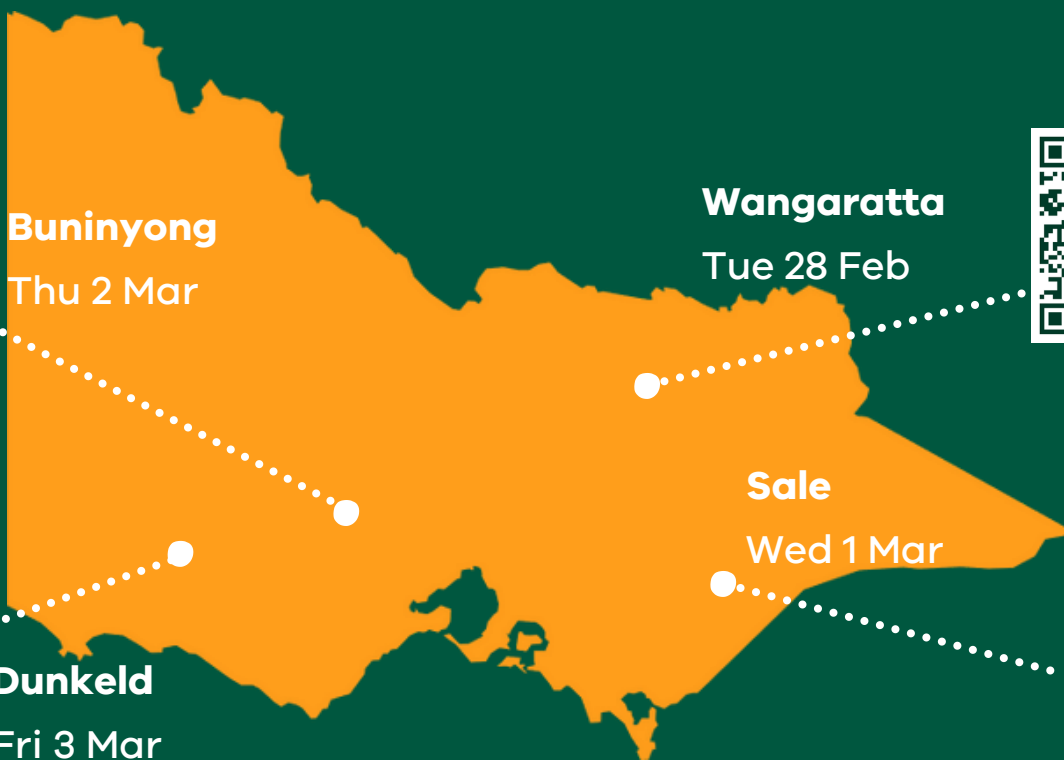 Buninyong
Thu 2 Mar
Wangaratta
Tue 28 Feb
Sale
Wed 1 Mar
Dunkeld
Fri 3 Mar